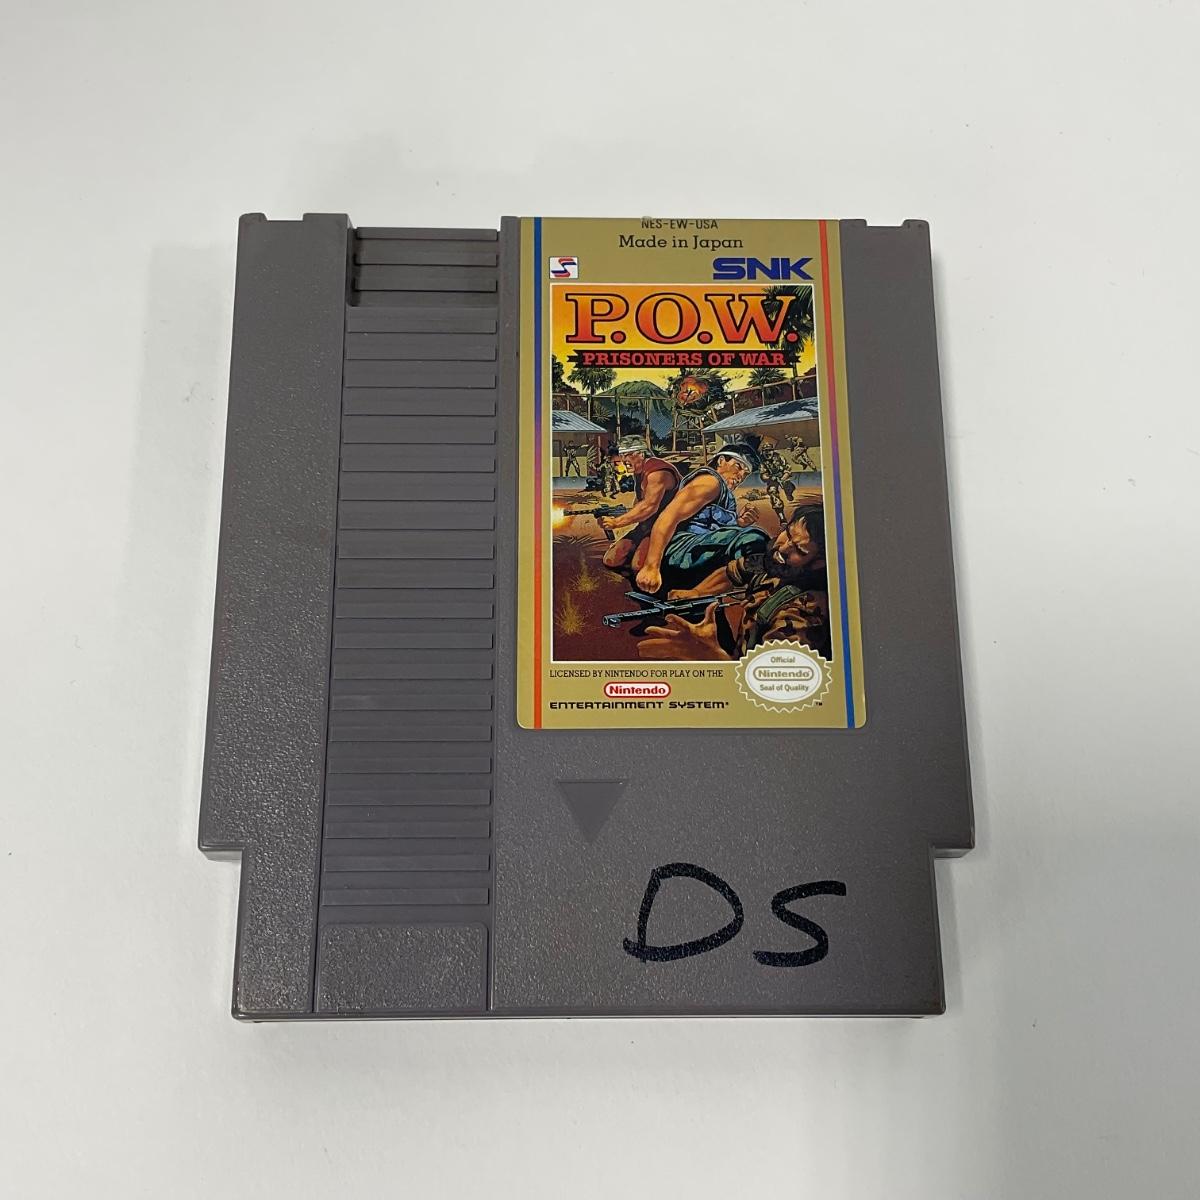 NES-EW-USA
Made in Japan
SNK
P.O.W.
PRISONERS OF WAR
LICENSED BY NINTENDO FOR PLAY ON THE
Nintendo
ENTERTAINMENT SYSTEM®
Official
Nintendo®
Seal of Quality
TM
DS